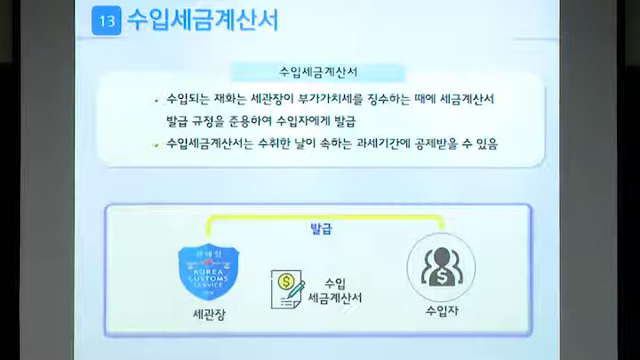 13 수입세금계산서
수입세금계산서
수입되는 재화는 세관장이 부가가치세를 징수하는 때에 세금계산서
발급 규정을 준용하여 수입자에게 발급
수입세금계산서는 수취한 날이 속하는 과세기간에 공제받을 수 있음
발급
관세청
KOREA
CUSTOMS
SERVICE
$
수입
세금계산서
$
세관장
수입자